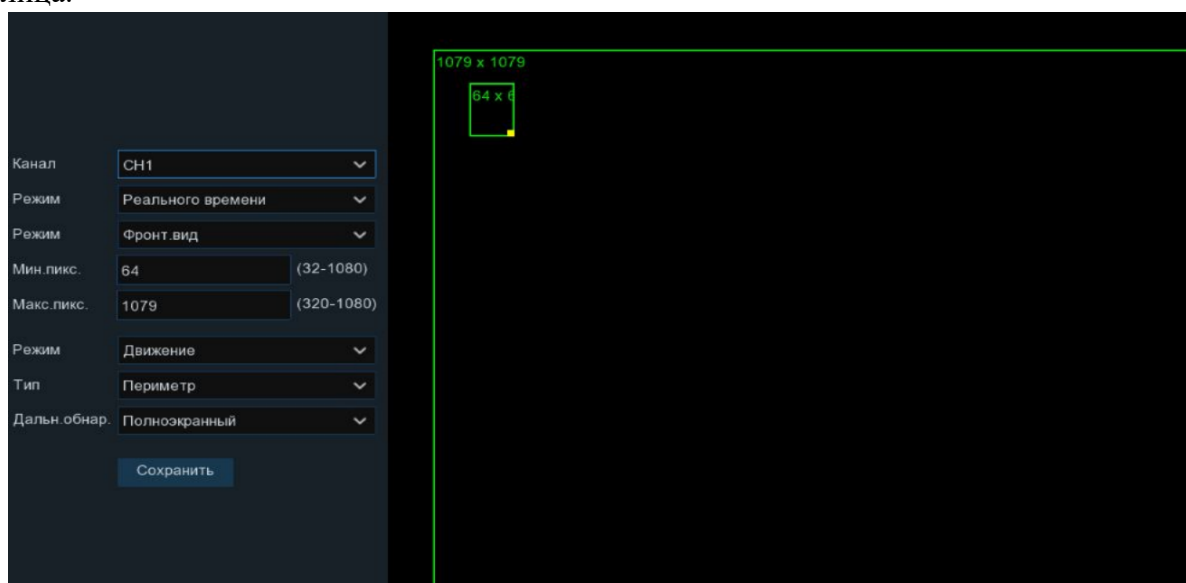 1079 x 1079
64 x 6
Канал CH1
Режим Реального времени
Режим Фронт.вид
Мин.пикс. 64 (32-1080)
Макс.пикс. 1079 (320-1080)
Режим Движение
Тип Периметр
Дальн.обнар. Полноэкранный
Сохранить